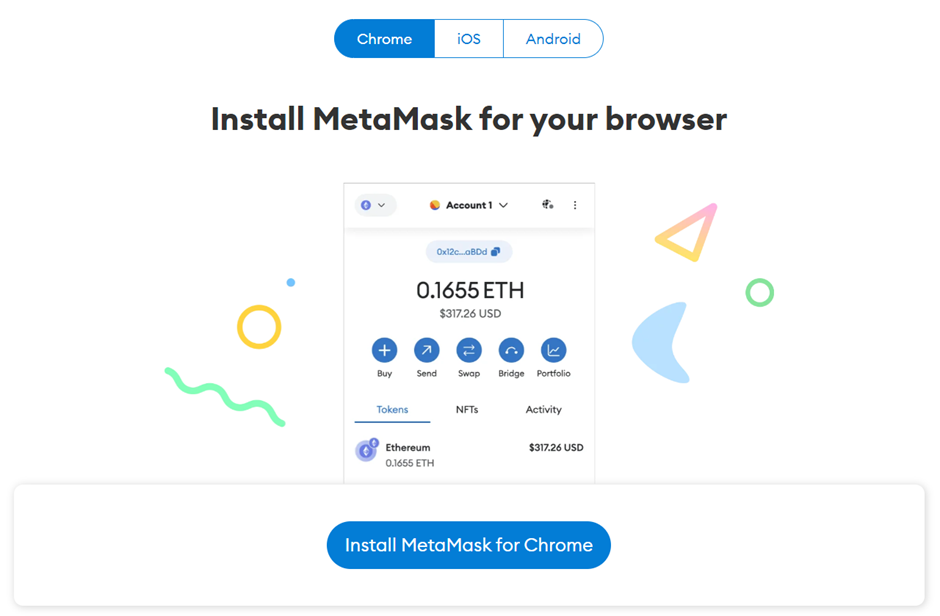 Chrome
iOS
Android
Install MetaMask for your browser
Account 1
0x12c...aBDd
0.1655 ETH
$317.26 USD
Buy
Send
Swap
Bridge
Portfolio
Tokens
NFTs
Activity
Ethereum
$317.26 USD
0.1655 ETH
Install MetaMask for Chrome